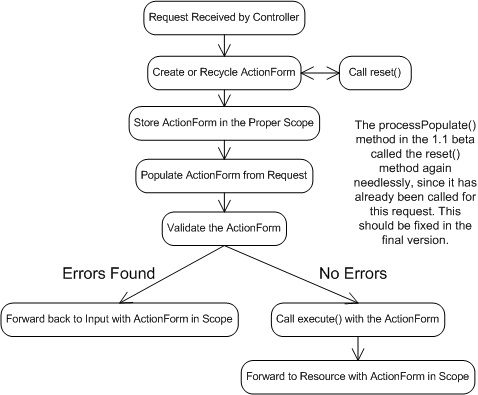 Request Received by Controller
Create or Recycle ActionForm
Call reset()
Store ActionForm in the Proper Scope
The processPopulate()
method in the 1.1 beta
called the reset()
method again
needlessly, since it has
already been called for
this request. This
should be fixed in the
final version.
Populate ActionForm from Request
Validate the ActionForm
Errors Found
No Errors
Forward back to Input with ActionForm in Scope
Call execute() with the ActionForm
Forward to Resource with ActionForm in Scope